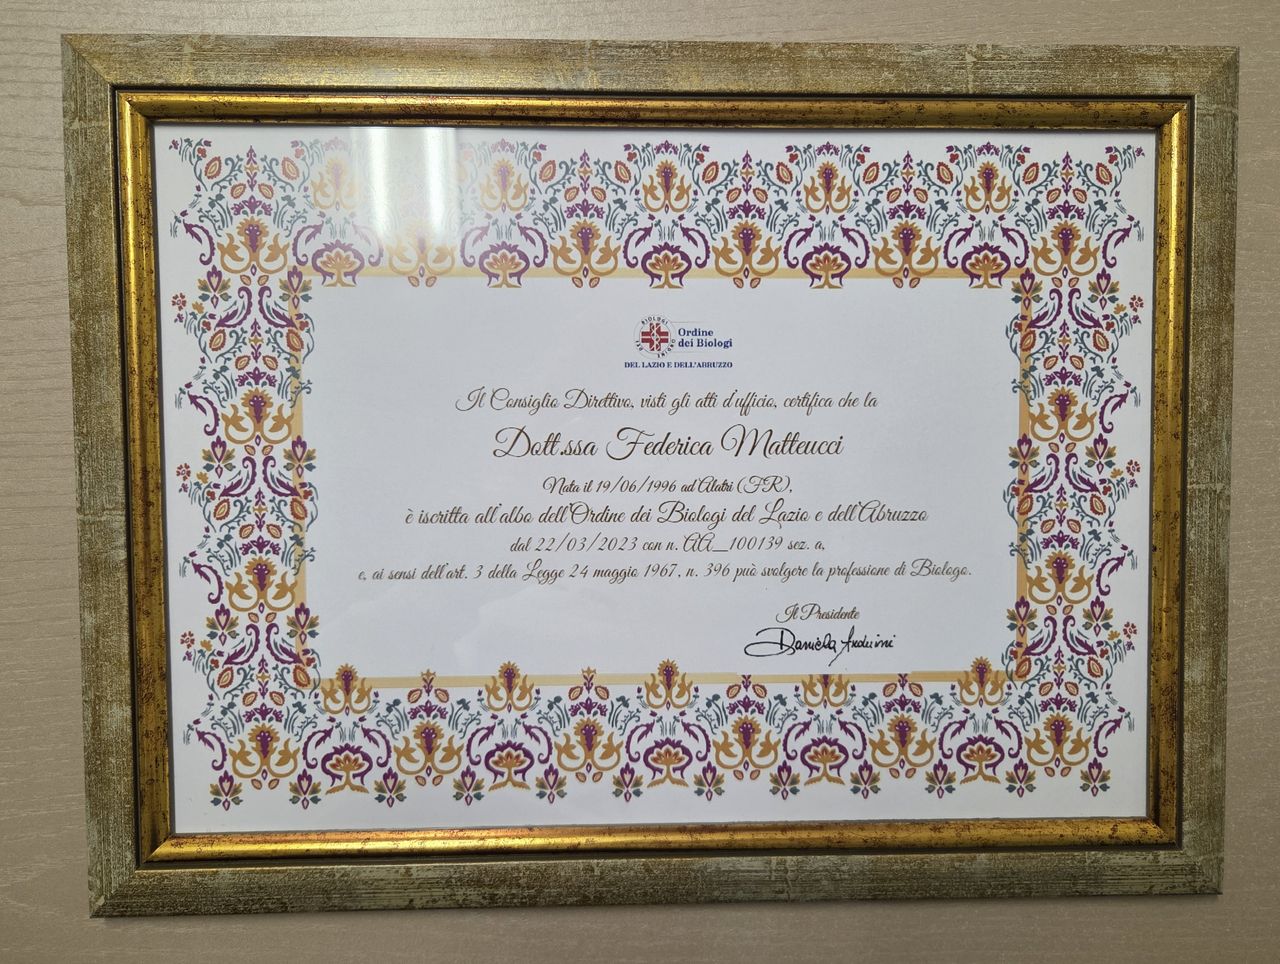 Ordine
dei Biologi
DEL LAZIO E DELL'ABRUZZO
Il Consiglio Direttivo, visti gli atti d'ufficio, certifica che la
Dott.ssa Federica Matteucci
Nata il 19/06/1996 ad Alatri (FR),
è iscritta all'albo dell'Ordine dei Biologi del Lazio e dell'Abruzzo
dal 22/03/2023 con n. AA_100139 sez. a,
e, ai sensi dell'art. 3 della Legge 24 maggio 1967, n. 396 può svolgere la professione di Biologo.
Il Presidente
Daniela Arduini